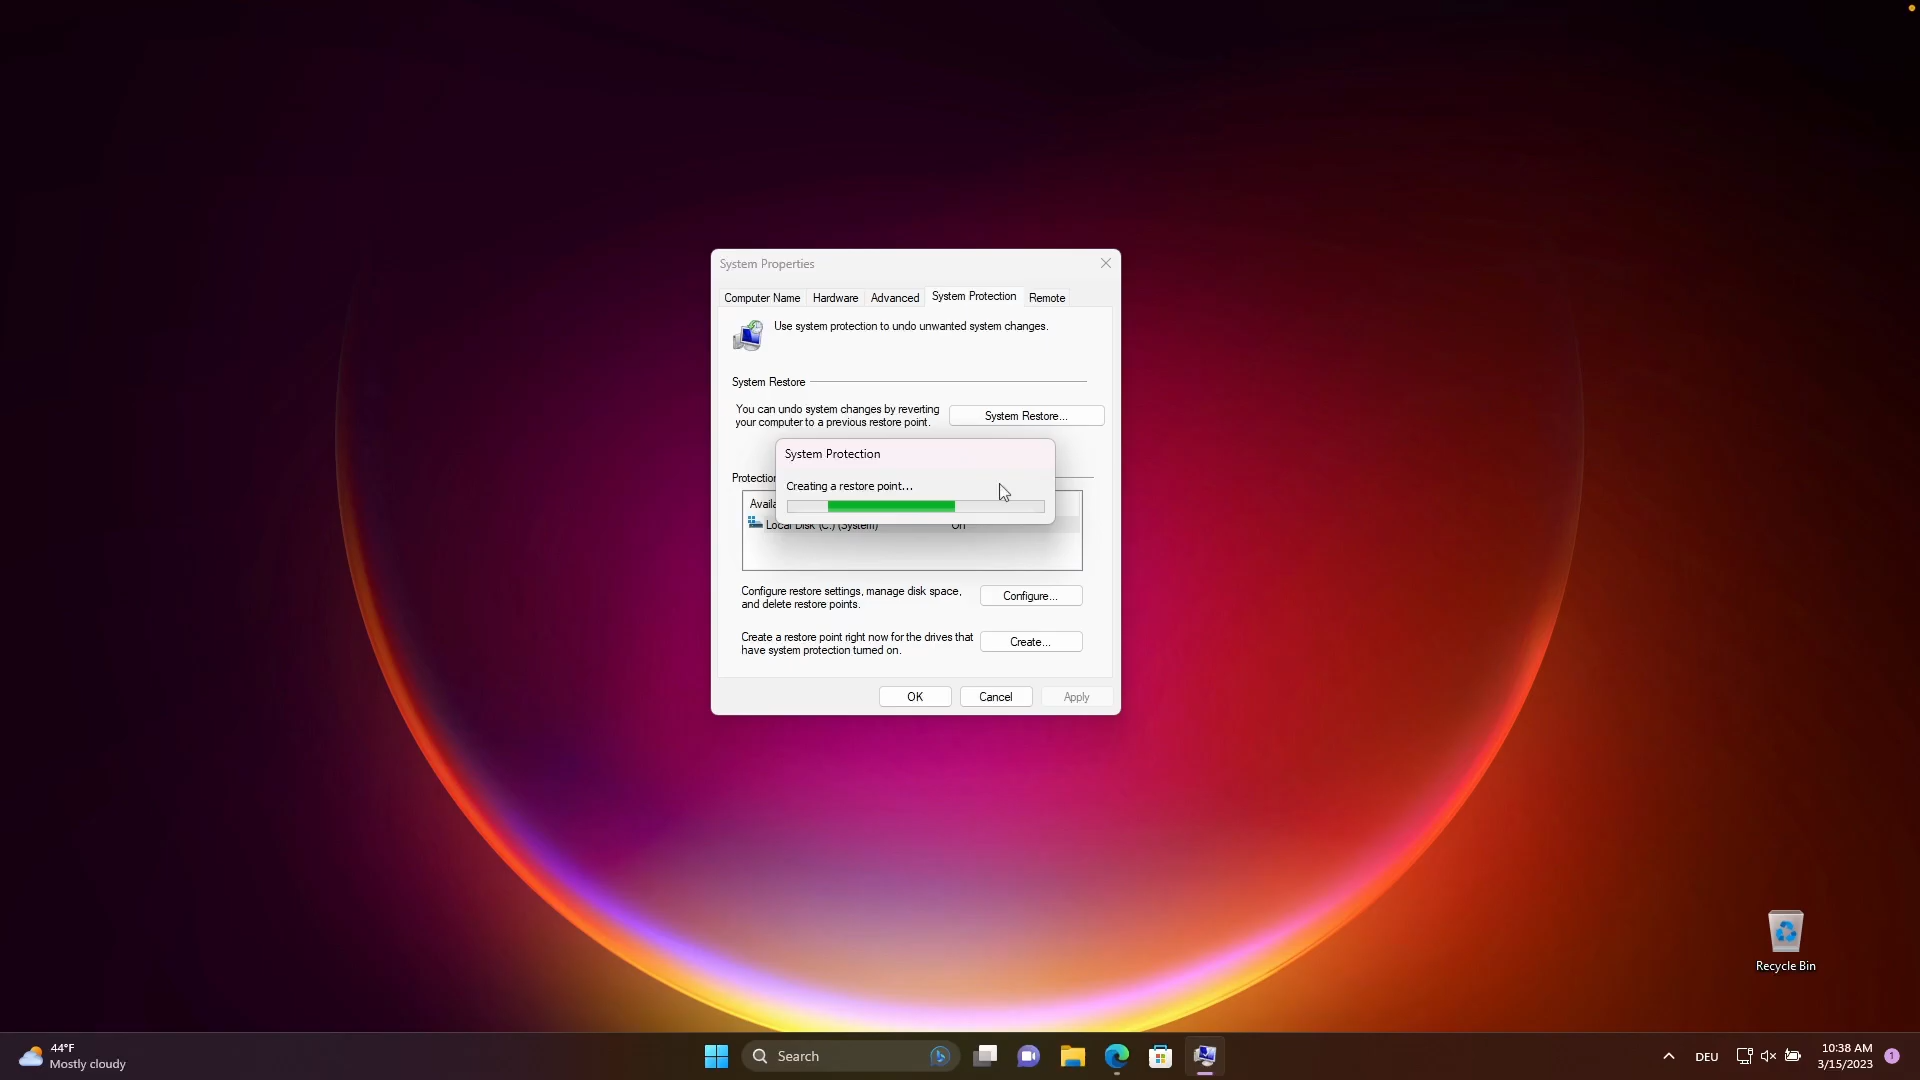 System Properties
Computer Name Hardware Advanced System Protection Remote
Use system protection to undo unwanted system changes.
System Restore
You can undo system changes by reverting
your computer to a previous restore point.
System Restore...
System Protection
Creating a restore point...
Protection
Availa
Local Disk (C:) (System) On
Configure restore settings, manage disk space,
and delete restore points.
Configure...
Create a restore point right now for the drives that
have system protection turned on.
Create...
OK Cancel Apply
Recycle Bin
44°F
Mostly cloudy
Search
DEU
10:38 AM
3/15/2023
1